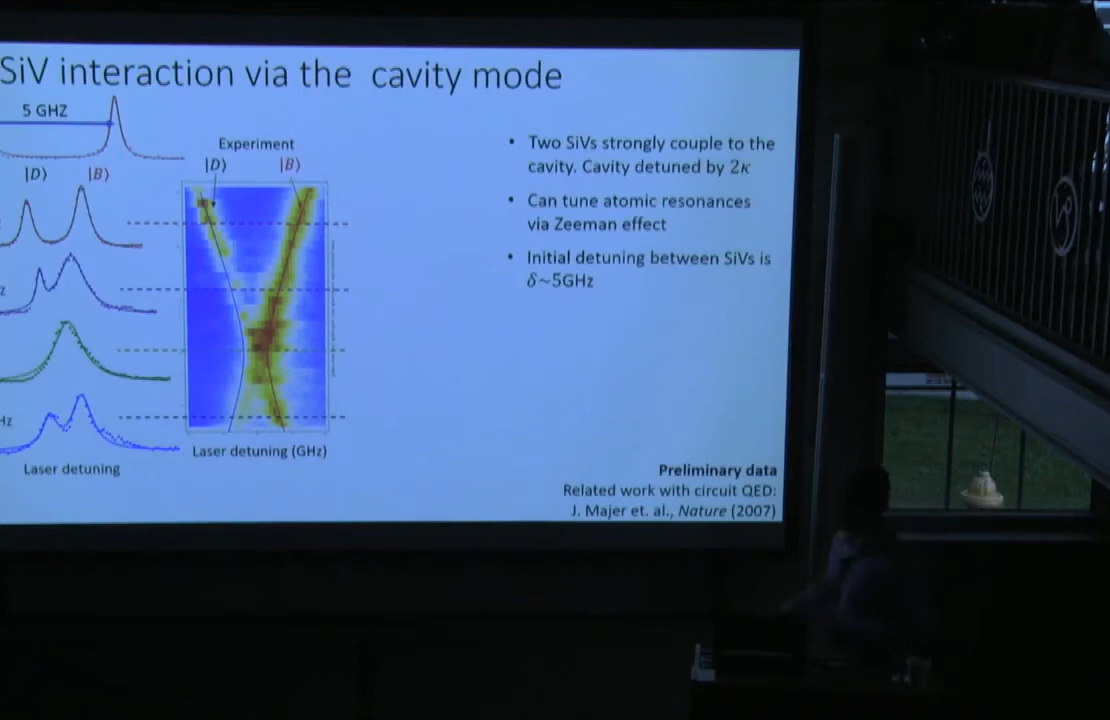 SiV interaction via the cavity mode
5 GHZ
|D⟩ |B⟩
z
Hz
Laser detuning
Experiment
|D⟩ |B⟩
Laser detuning (GHz)
• Two SiVs strongly couple to the
cavity. Cavity detuned by 2κ
• Can tune atomic resonances
via Zeeman effect
• Initial detuning between SiVs is
δ~5GHz
Preliminary data
Related work with circuit QED:
J. Majer et. al., Nature (2007)